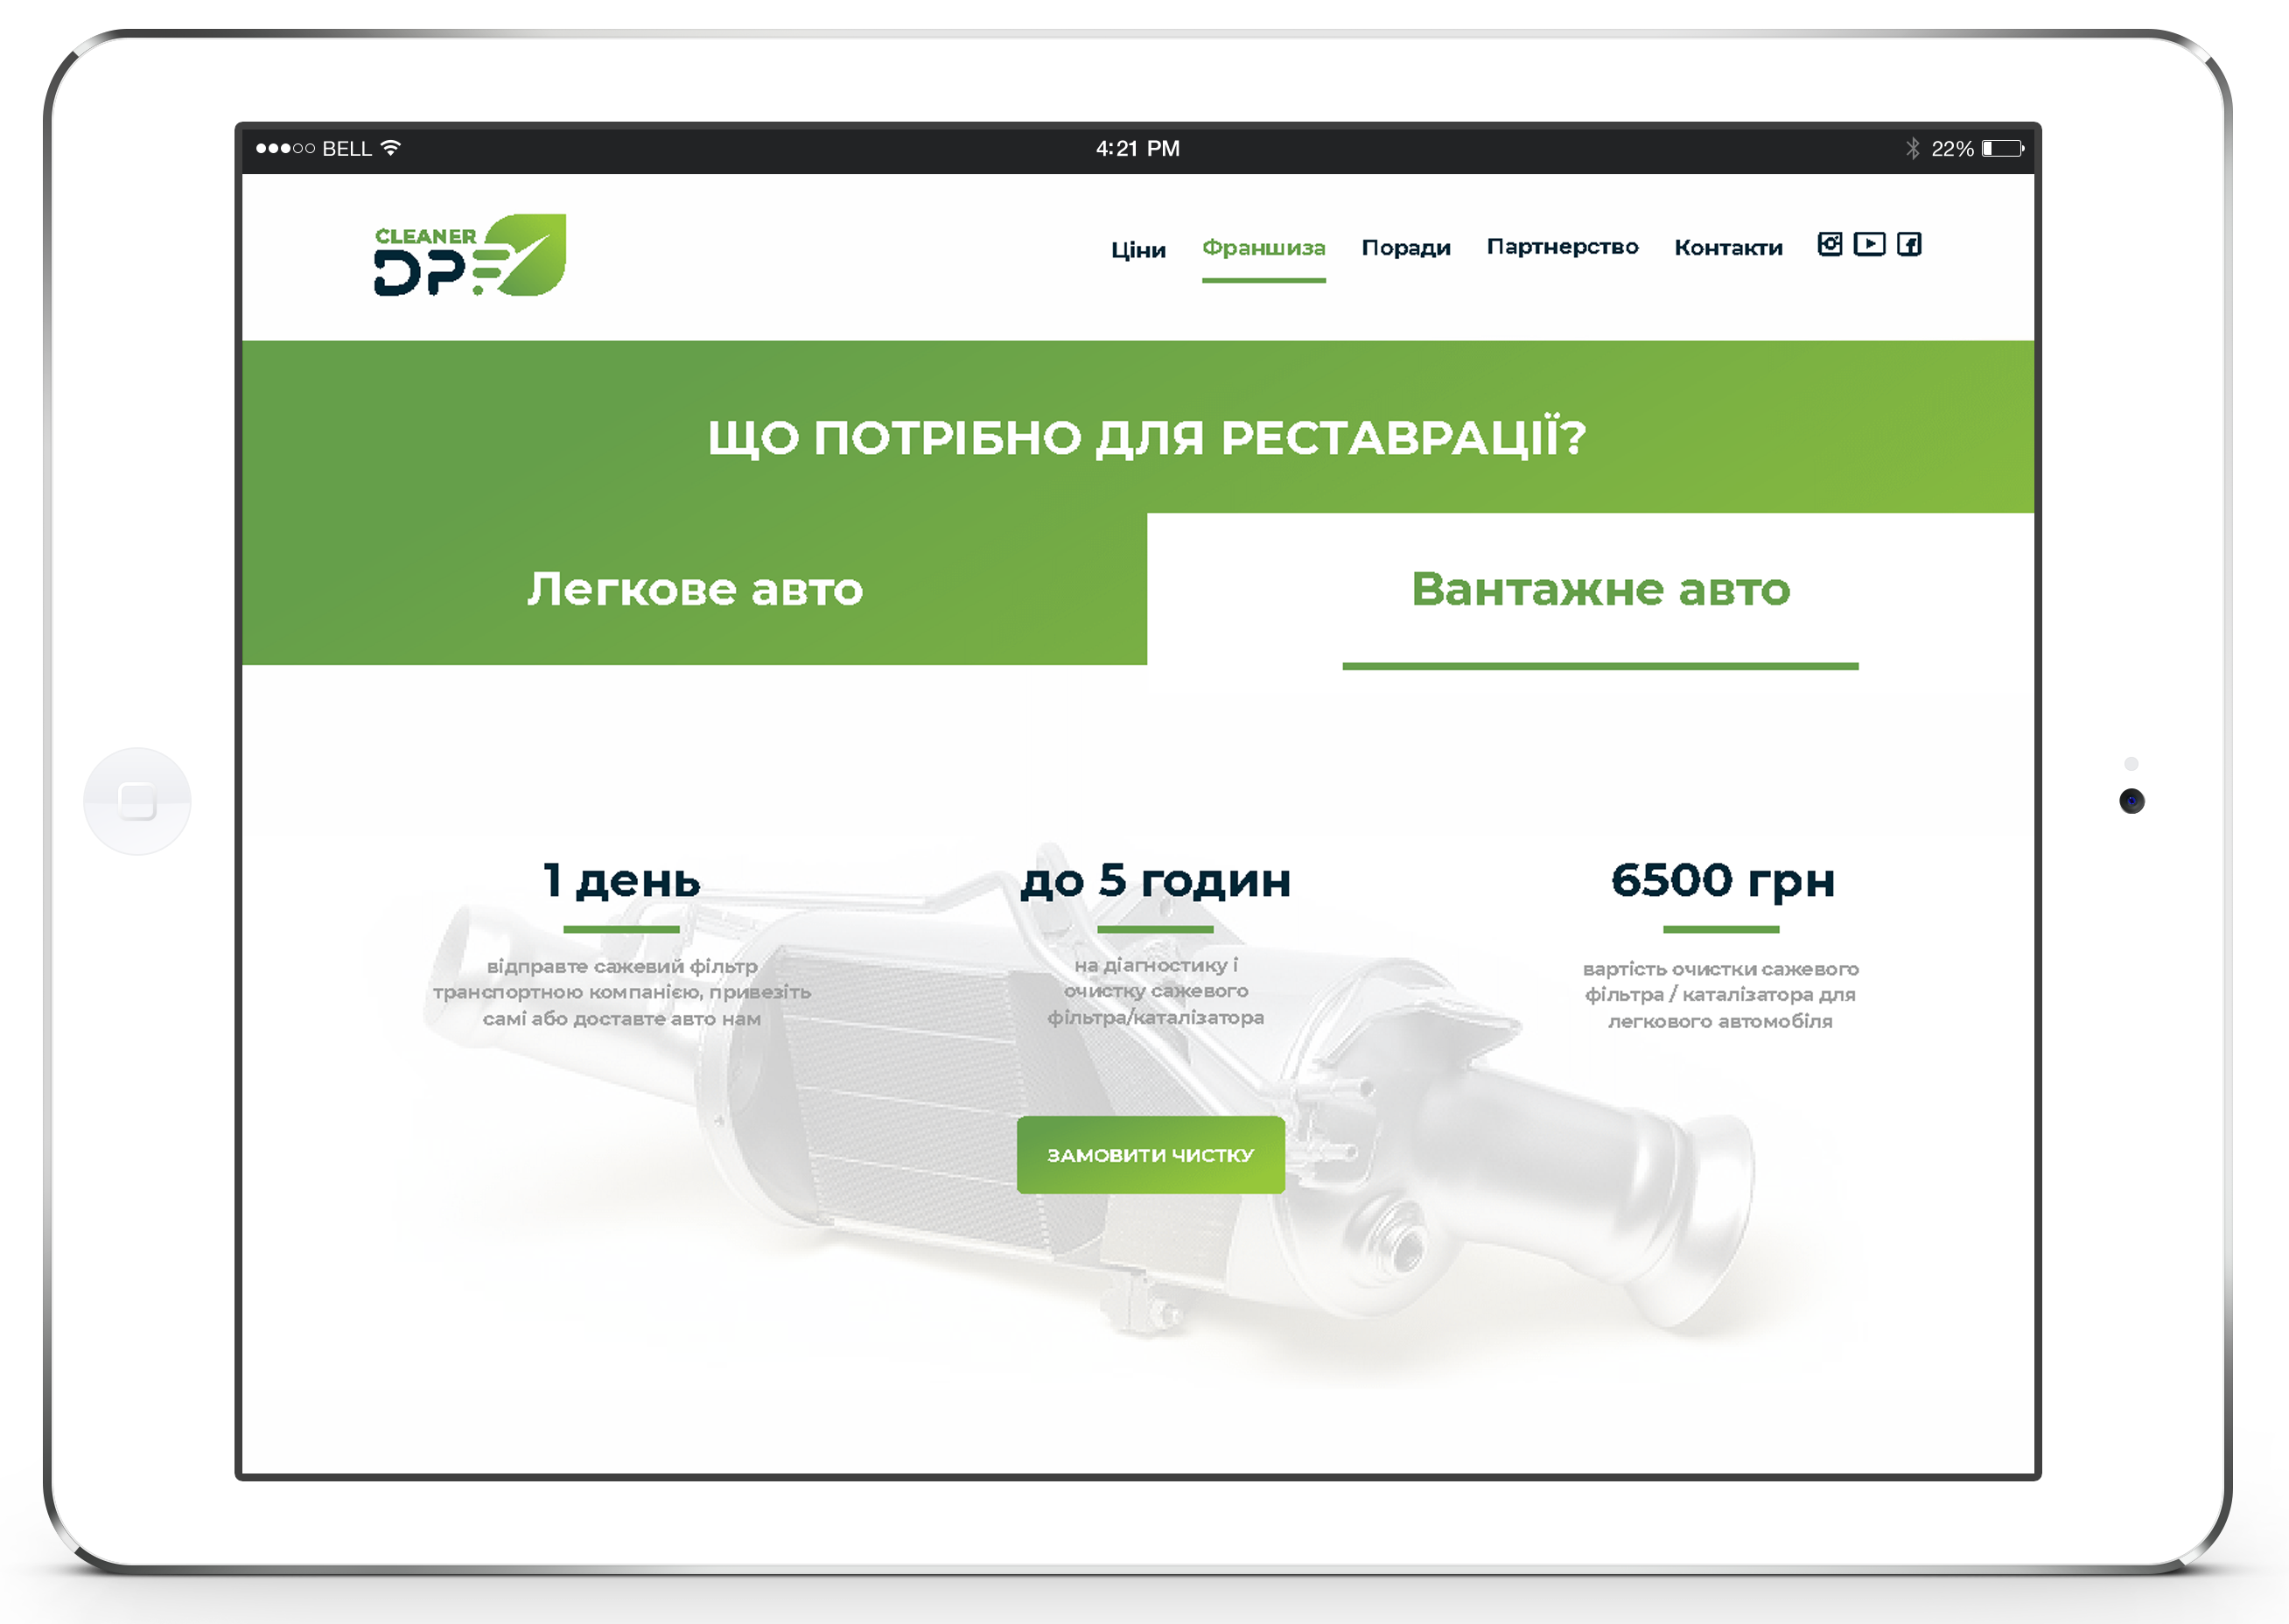 BELL
4:21 PM
22%
CLEANER
DPF
Ціни Франшиза Поради Партнерство Контакти
ЩО ПОТРІБНО ДЛЯ РЕСТАВРАЦІЇ?
Легкове авто
Вантажне авто
1 день
відправте сажевий фільтр
транспортною компанією, привезіть
самі або доставте авто нам
до 5 годин
на діагностику і
очистку сажевого
фільтра/каталізатора
6500 грн
вартість очистки сажевого
фільтра / каталізатора для
легкового автомобіля
ЗАМОВИТИ ЧИСТКУ